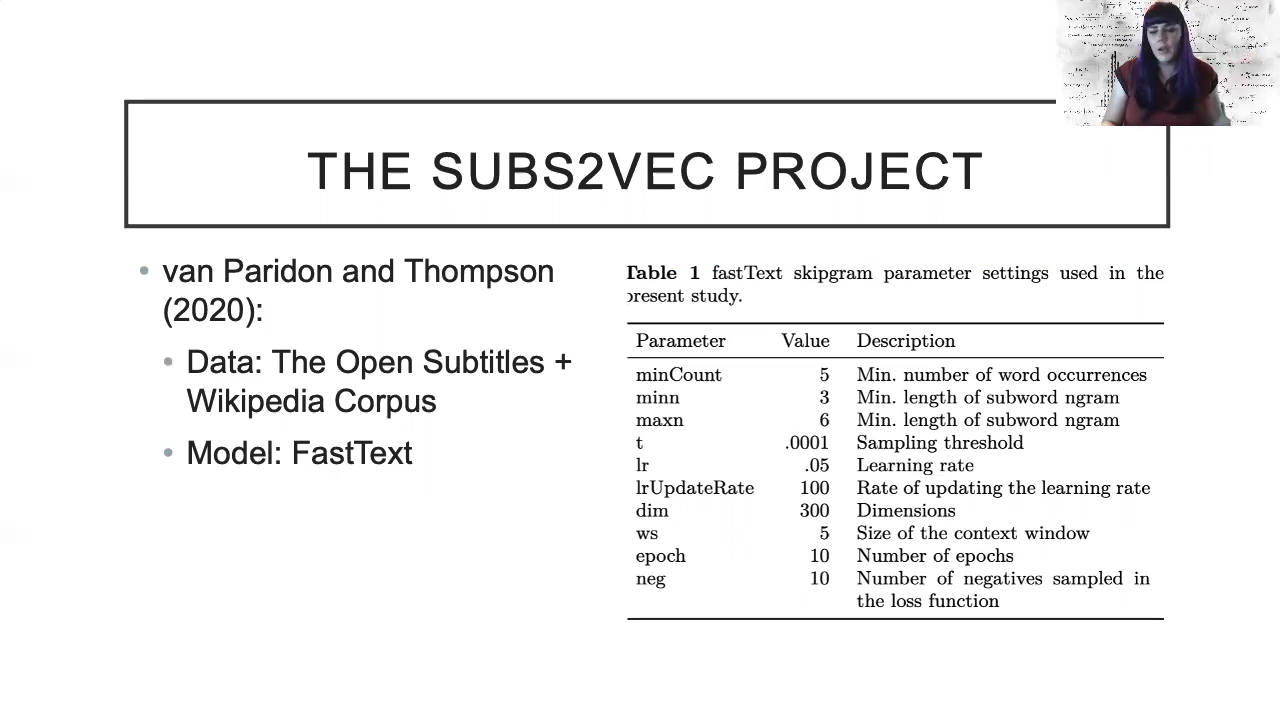 THE SUBS2VEC PROJECT
• van Paridon and Thompson
(2020):
• Data: The Open Subtitles +
Wikipedia Corpus
• Model: FastText
Table 1 fastText skipgram parameter settings used in the
present study.
Parameter Value Description
minCount 5 Min. number of word occurrences
minn 3 Min. length of subword ngram
maxn 6 Min. length of subword ngram
t .0001 Sampling threshold
lr .05 Learning rate
lrUpdateRate 100 Rate of updating the learning rate
dim 300 Dimensions
ws 5 Size of the context window
epoch 10 Number of epochs
neg 10 Number of negatives sampled in
the loss function